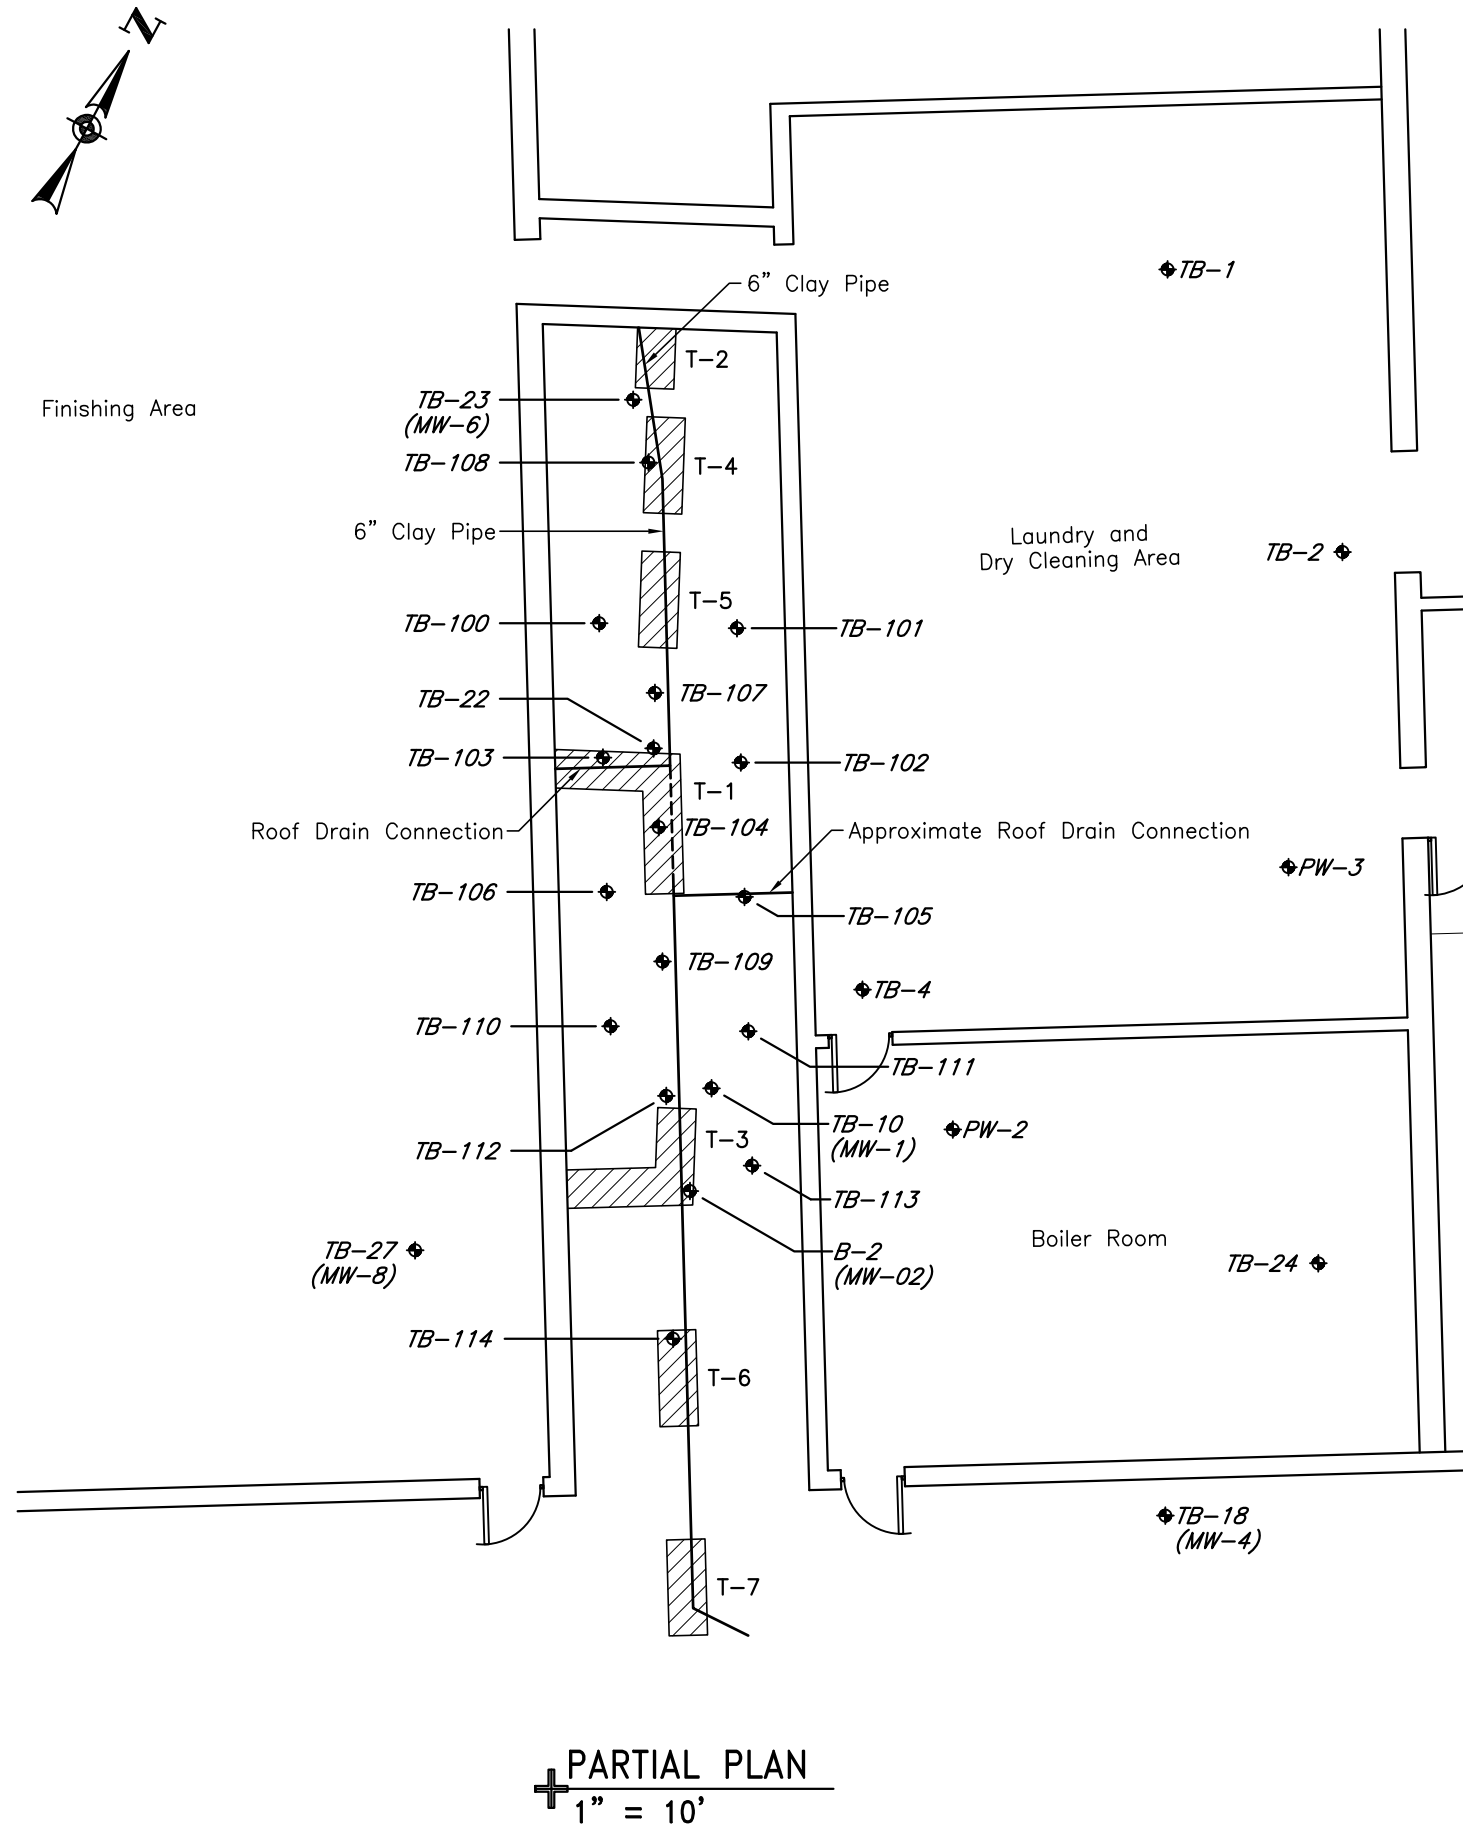 N
6” Clay Pipe
TB-1
T-2
TB-23
(MW-6)
Finishing Area
TB-108
T-4
6” Clay Pipe
Laundry and
Dry Cleaning Area
TB-2
T-5
TB-100
TB-101
TB-107
TB-22
TB-103
TB-102
T-1
TB-104
Roof Drain Connection
Approximate Roof Drain Connection
PW-3
TB-106
TB-105
TB-109
TB-4
TB-110
TB-111
TB-10
(MW-1)
PW-2
T-3
TB-112
TB-113
Boiler Room
TB-27
(MW-8)
B-2
(MW-02)
TB-24
TB-114
T-6
TB-18
(MW-4)
T-7
PARTIAL PLAN
1” = 10’